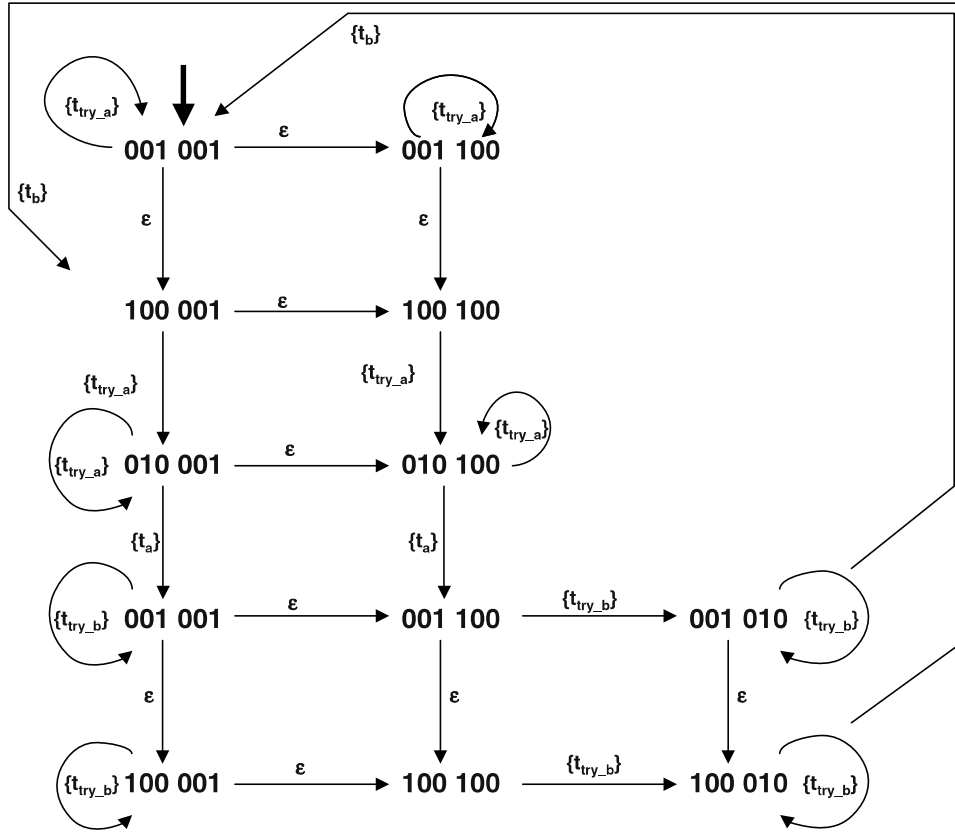 {t_b}
{t_try_a}
{t_try_a}
001 001
ε
001 100
{t_b}
ε
ε
100 001
ε
100 100
{t_try_a}
{t_try_a}
{t_try_a}
{t_try_a}
010 001
ε
010 100
{t_a}
{t_a}
{t_try_b}
001 001
ε
001 100
{t_try_b}
001 010
{t_try_b}
ε
ε
ε
{t_try_b}
100 001
ε
100 100
{t_try_b}
100 010
{t_try_b}